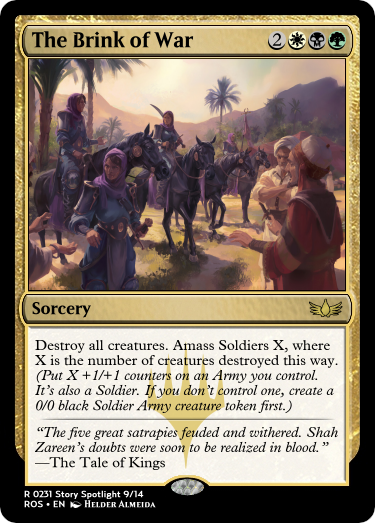 The Brink of War 2
Sorcery
Destroy all creatures. Amass Soldiers X, where
X is the number of creatures destroyed this way.
(Put X +1/+1 counters on an Army you control.
It's also a Soldier. If you don't control one, create a
0/0 black Soldier Army creature token first.)
“The five great satrapies feuded and withered. Shah
Zareen's doubts were soon to be realized in blood.”
—The Tale of Kings
R 0231 Story Spotlight 9/14
ROS • EN Helder Almeida